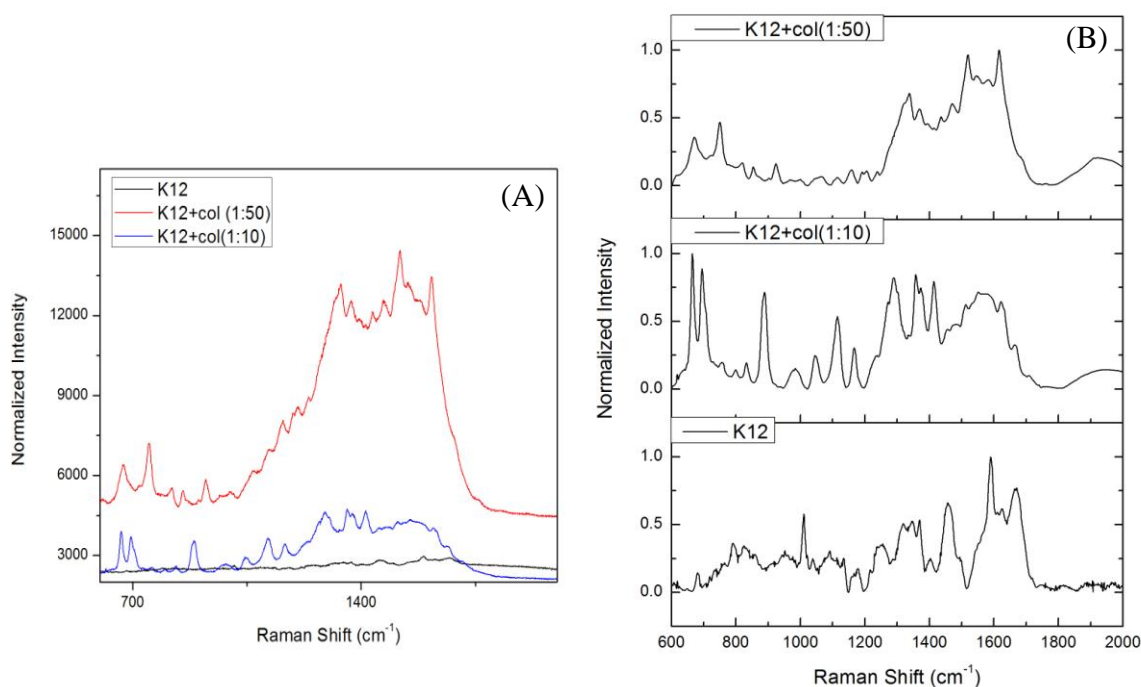 (A)
K12
K12+col (1:50)
K12+col(1:10)
15000
12000
9000
6000
3000
700
1400
Normalized Intensity
Raman Shift (cm⁻¹)
(B)
K12+col(1:50)
1.0
0.5
0.0
K12+col(1:10)
1.0
0.5
0.0
K12
1.0
0.5
0.0
600 800 1000 1200 1400 1600 1800 2000
Normalized Intensity
Raman Shift (cm⁻¹)